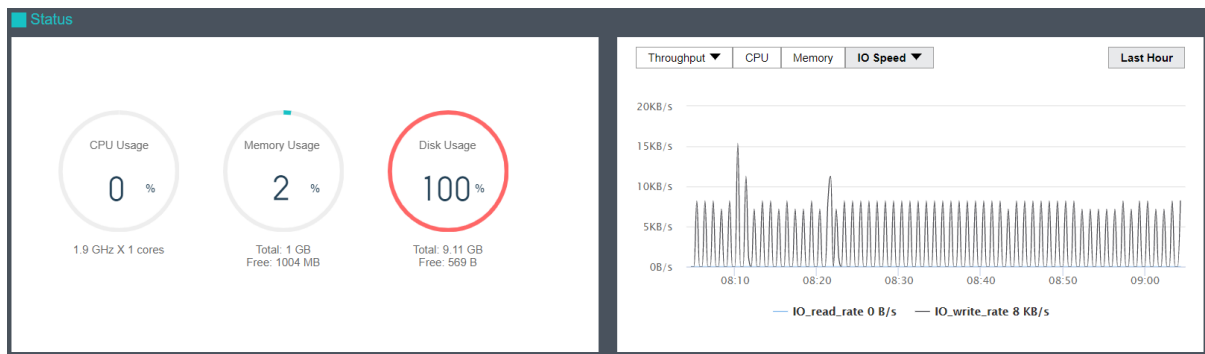 Status
CPU Usage
0 %
1.9 GHz X 1 cores
Memory Usage
2 %
Total: 1 GB
Free: 1004 MB
Disk Usage
100 %
Total: 9.11 GB
Free: 569 B
Throughput ▼ CPU Memory IO Speed ▼ Last Hour
20KB/s
15KB/s
10KB/s
5KB/s
0B/s
08:10 08:20 08:30 08:40 08:50 09:00
IO_read_rate 0 B/s IO_write_rate 8 KB/s